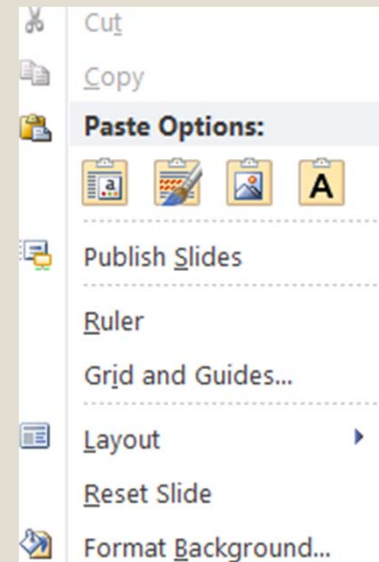 Cut
Copy
Paste Options:
a A
Publish Slides
Ruler
Grid and Guides...
Layout
Reset Slide
Format Background...